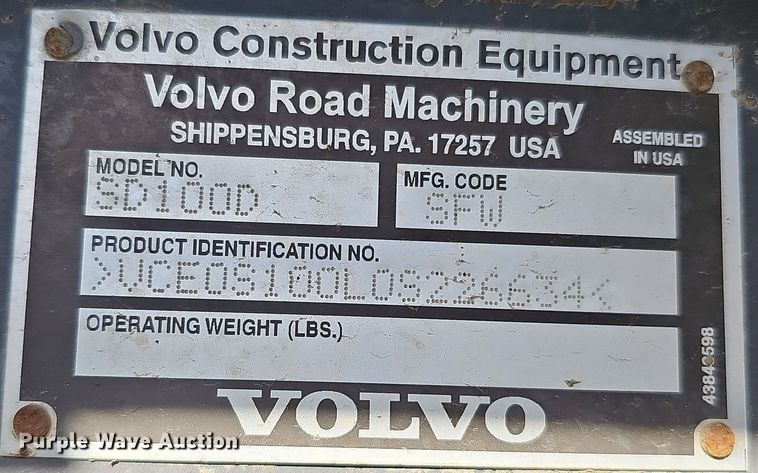 Volvo Construction Equipment
Volvo Road Machinery
SHIPPENSBURG, PA. 17257 USA
ASSEMBLED
IN USA
MODEL NO.
SD100D
MFG. CODE
SFW
PRODUCT IDENTIFICATION NO.
>VCE0S100L0S226634<
OPERATING WEIGHT (LBS.)
VOLVO
Purple Wave Auction